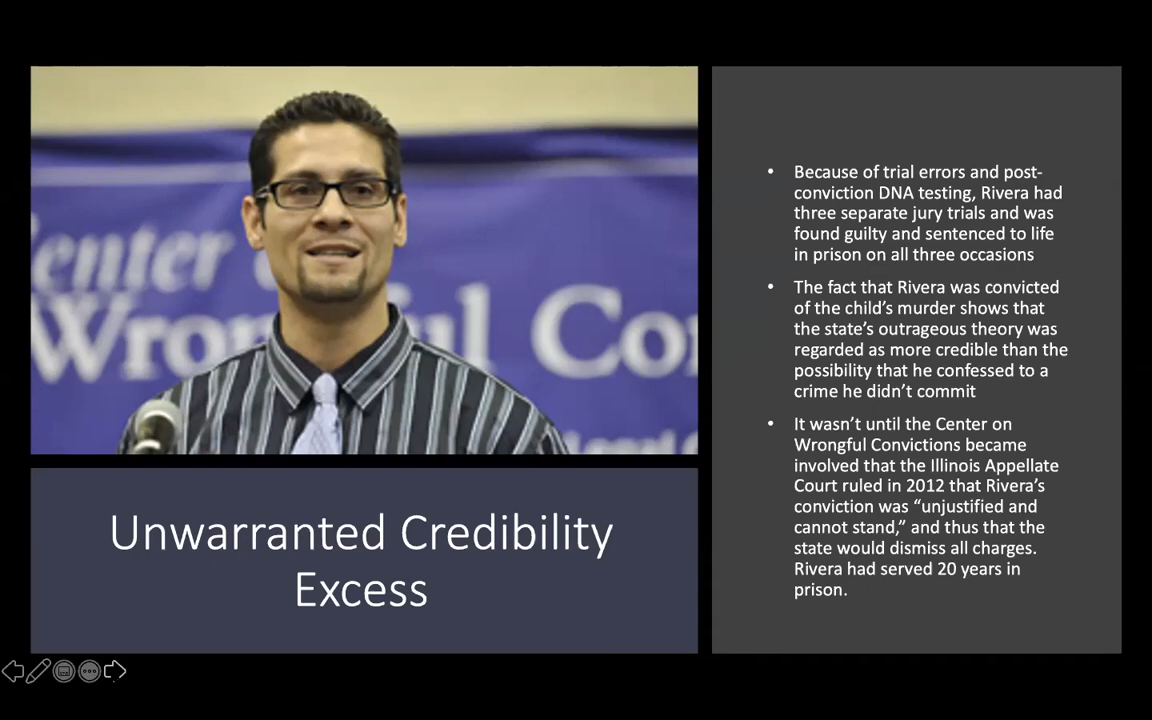 Center o
Wrongful Con
Unwarranted Credibility
Excess
• Because of trial errors and post-
conviction DNA testing, Rivera had
three separate jury trials and was
found guilty and sentenced to life
in prison on all three occasions
• The fact that Rivera was convicted
of the child’s murder shows that
the state’s outrageous theory was
regarded as more credible than the
possibility that he confessed to a
crime he didn’t commit
• It wasn’t until the Center on
Wrongful Convictions became
involved that the Illinois Appellate
Court ruled in 2012 that Rivera’s
conviction was “unjustified and
cannot stand,” and thus that the
state would dismiss all charges.
Rivera had served 20 years in
prison.